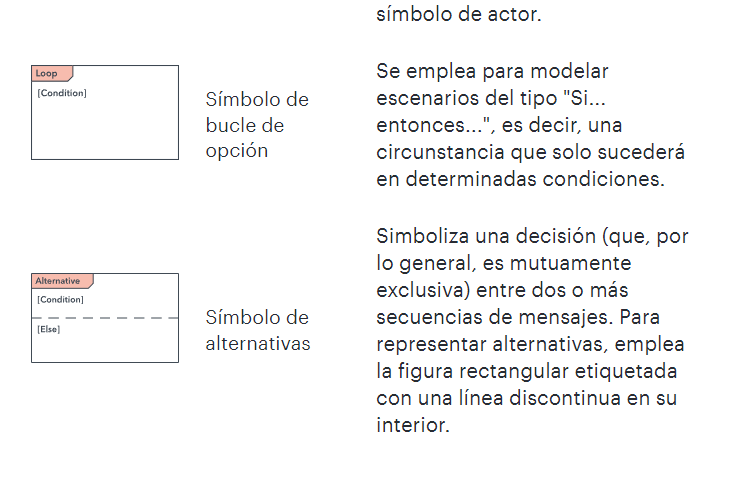 símbolo de actor.
Loop
[Condition]
Símbolo de
bucle de
opción
Se emplea para modelar
escenarios del tipo "Si...
entonces...", es decir, una
circunstancia que solo sucederá
en determinadas condiciones.
Alternative
[Condition]
[Else]
Símbolo de
alternativas
Simboliza una decisión (que, por
lo general, es mutuamente
exclusiva) entre dos o más
secuencias de mensajes. Para
representar alternativas, emplea
la figura rectangular etiquetada
con una línea discontinua en su
interior.